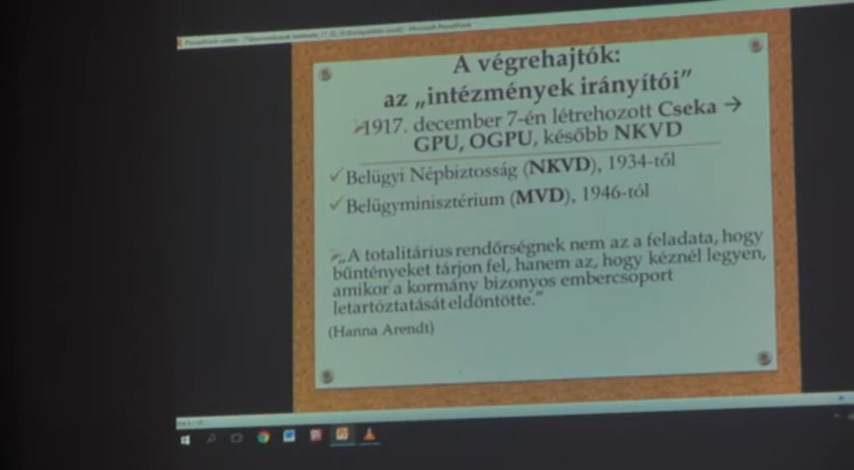 A végrehajtók:
az „intézmények irányítói”
1917. december 7-én létrehozott Cseka →
GPU, OGPU, később NKVD
Belügyi Népbiztosság (NKVD), 1934-től
Belügyminisztérium (MVD), 1946-tól
„A totalitárius rendőrségnek nem az a feladata, hogy
bűntényeket tárjon fel, hanem az, hogy kéznél legyen,
amikor a kormány bizonyos embercsoport
letartóztatását eldöntötte.”
(Hanna Arendt)